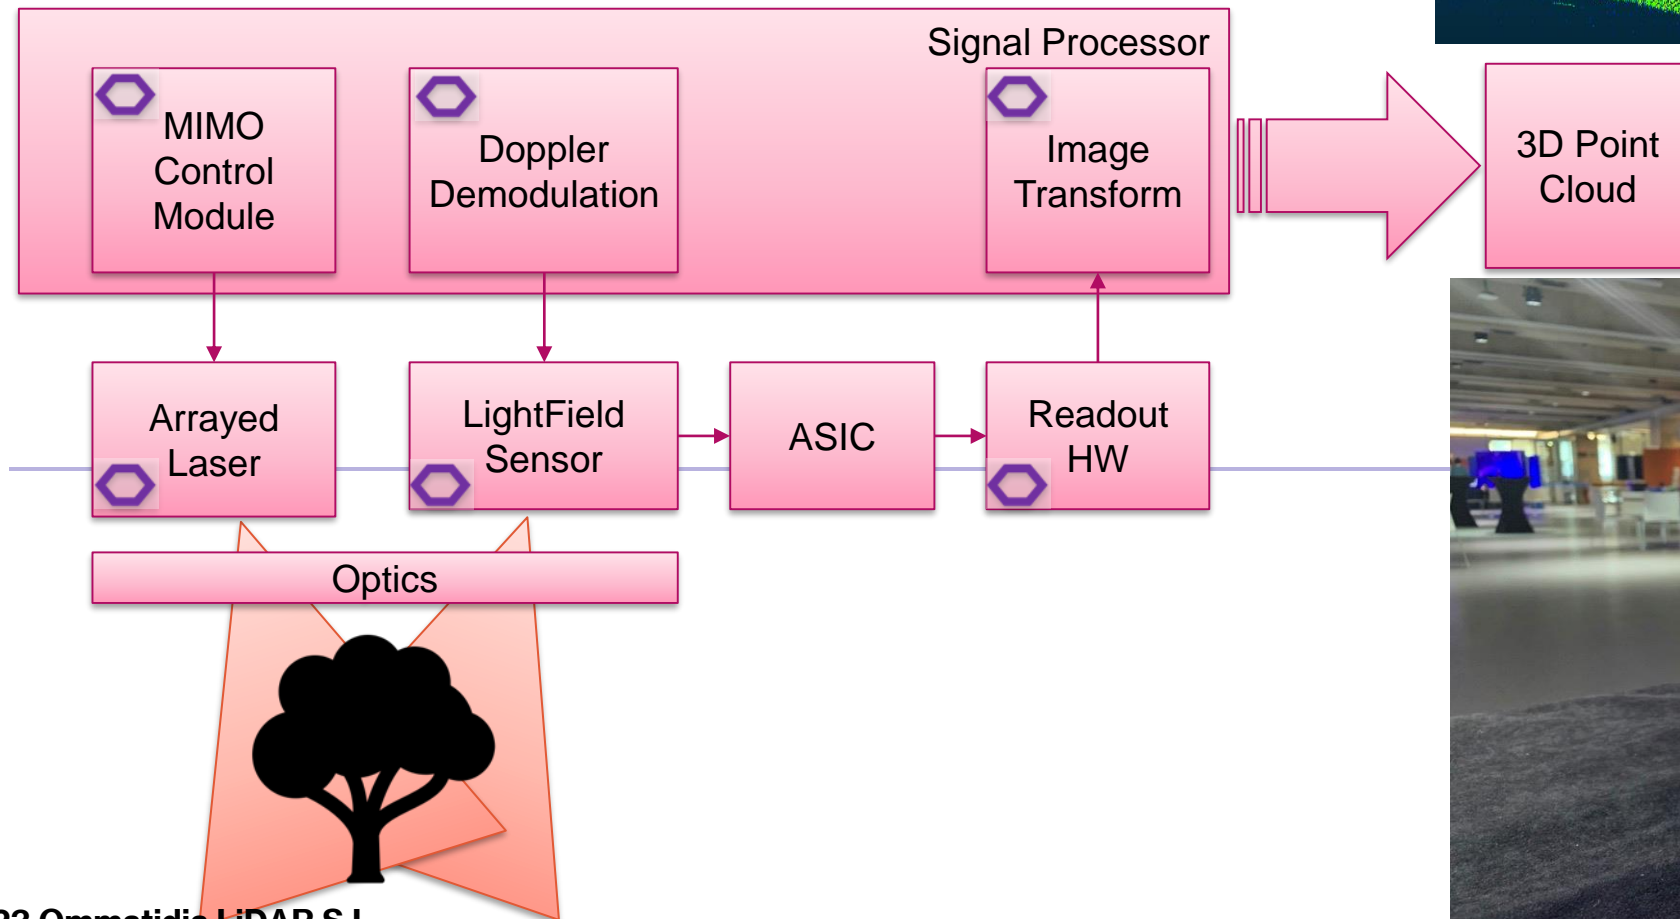 Signal Processor
MIMO
Control
Module
Doppler
Demodulation
Image
Transform
3D Point
Cloud
Arrayed
Laser
LightField
Sensor
ASIC
Readout
HW
Optics